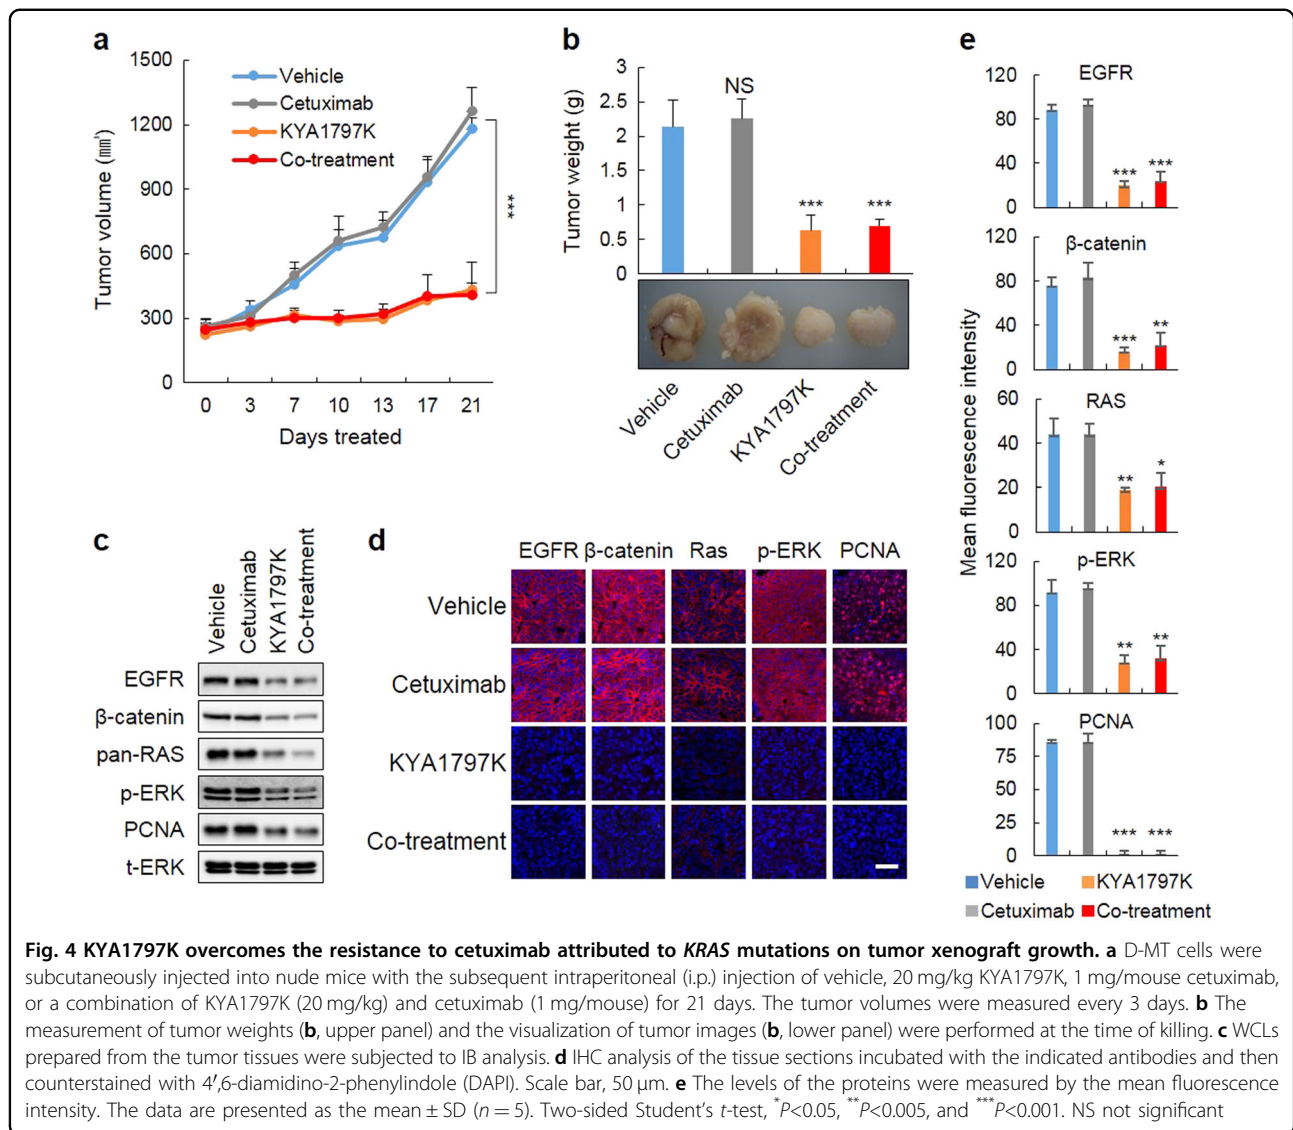 a
1500
1200
900
600
300
0
Tumor volume (㎣)
Vehicle
Cetuximab
KYA1797K
Co-treatment
***
0 3 7 10 13 17 21
Days treated
b
3
2.5
2
1.5
1
0.5
0
Tumor weight (g)
NS
*** ***
Vehicle
Cetuximab
KYA1797K
Co-treatment
c
Vehicle
Cetuximab
KYA1797K
Co-treatment
EGFR
β-catenin
pan-RAS
p-ERK
PCNA
t-ERK
d
EGFR β-catenin Ras p-ERK PCNA
Vehicle
Cetuximab
KYA1797K
Co-treatment
e
Mean fluorescence intensity
EGFR
120
80
40
0
*** ***
β-catenin
120
80
40
0
*** **
RAS
60
40
20
0
** *
p-ERK
120
80
40
0
** **
PCNA
100
75
50
25
0
*** ***
Vehicle KYA1797K
Cetuximab Co-treatment
Fig. 4 KYA1797K overcomes the resistance to cetuximab attributed to KRAS mutations on tumor xenograft growth. a D-MT cells were
subcutaneously injected into nude mice with the subsequent intraperitoneal (i.p.) injection of vehicle, 20 mg/kg KYA1797K, 1 mg/mouse cetuximab,
or a combination of KYA1797K (20 mg/kg) and cetuximab (1 mg/mouse) for 21 days. The tumor volumes were measured every 3 days. b The
measurement of tumor weights (b, upper panel) and the visualization of tumor images (b, lower panel) were performed at the time of killing. c WCLs
prepared from the tumor tissues were subjected to IB analysis. d IHC analysis of the tissue sections incubated with the indicated antibodies and then
counterstained with 4′,6-diamidino-2-phenylindole (DAPI). Scale bar, 50 μm. e The levels of the proteins were measured by the mean fluorescence
intensity. The data are presented as the mean ± SD (n = 5). Two-sided Student's t-test, *P<0.05, **P<0.005, and ***P<0.001. NS not significant